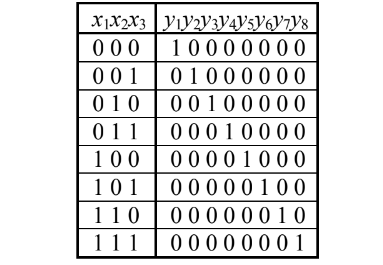 x₁x₂x₃ y₁y₂y₃y₄y₅y₆y₇y₈
0 0 0 1 0 0 0 0 0 0 0
0 0 1 0 1 0 0 0 0 0 0
0 1 0 0 0 1 0 0 0 0 0
0 1 1 0 0 0 1 0 0 0 0
1 0 0 0 0 0 0 1 0 0 0
1 0 1 0 0 0 0 0 1 0 0
1 1 0 0 0 0 0 0 0 1 0
1 1 1 0 0 0 0 0 0 0 1